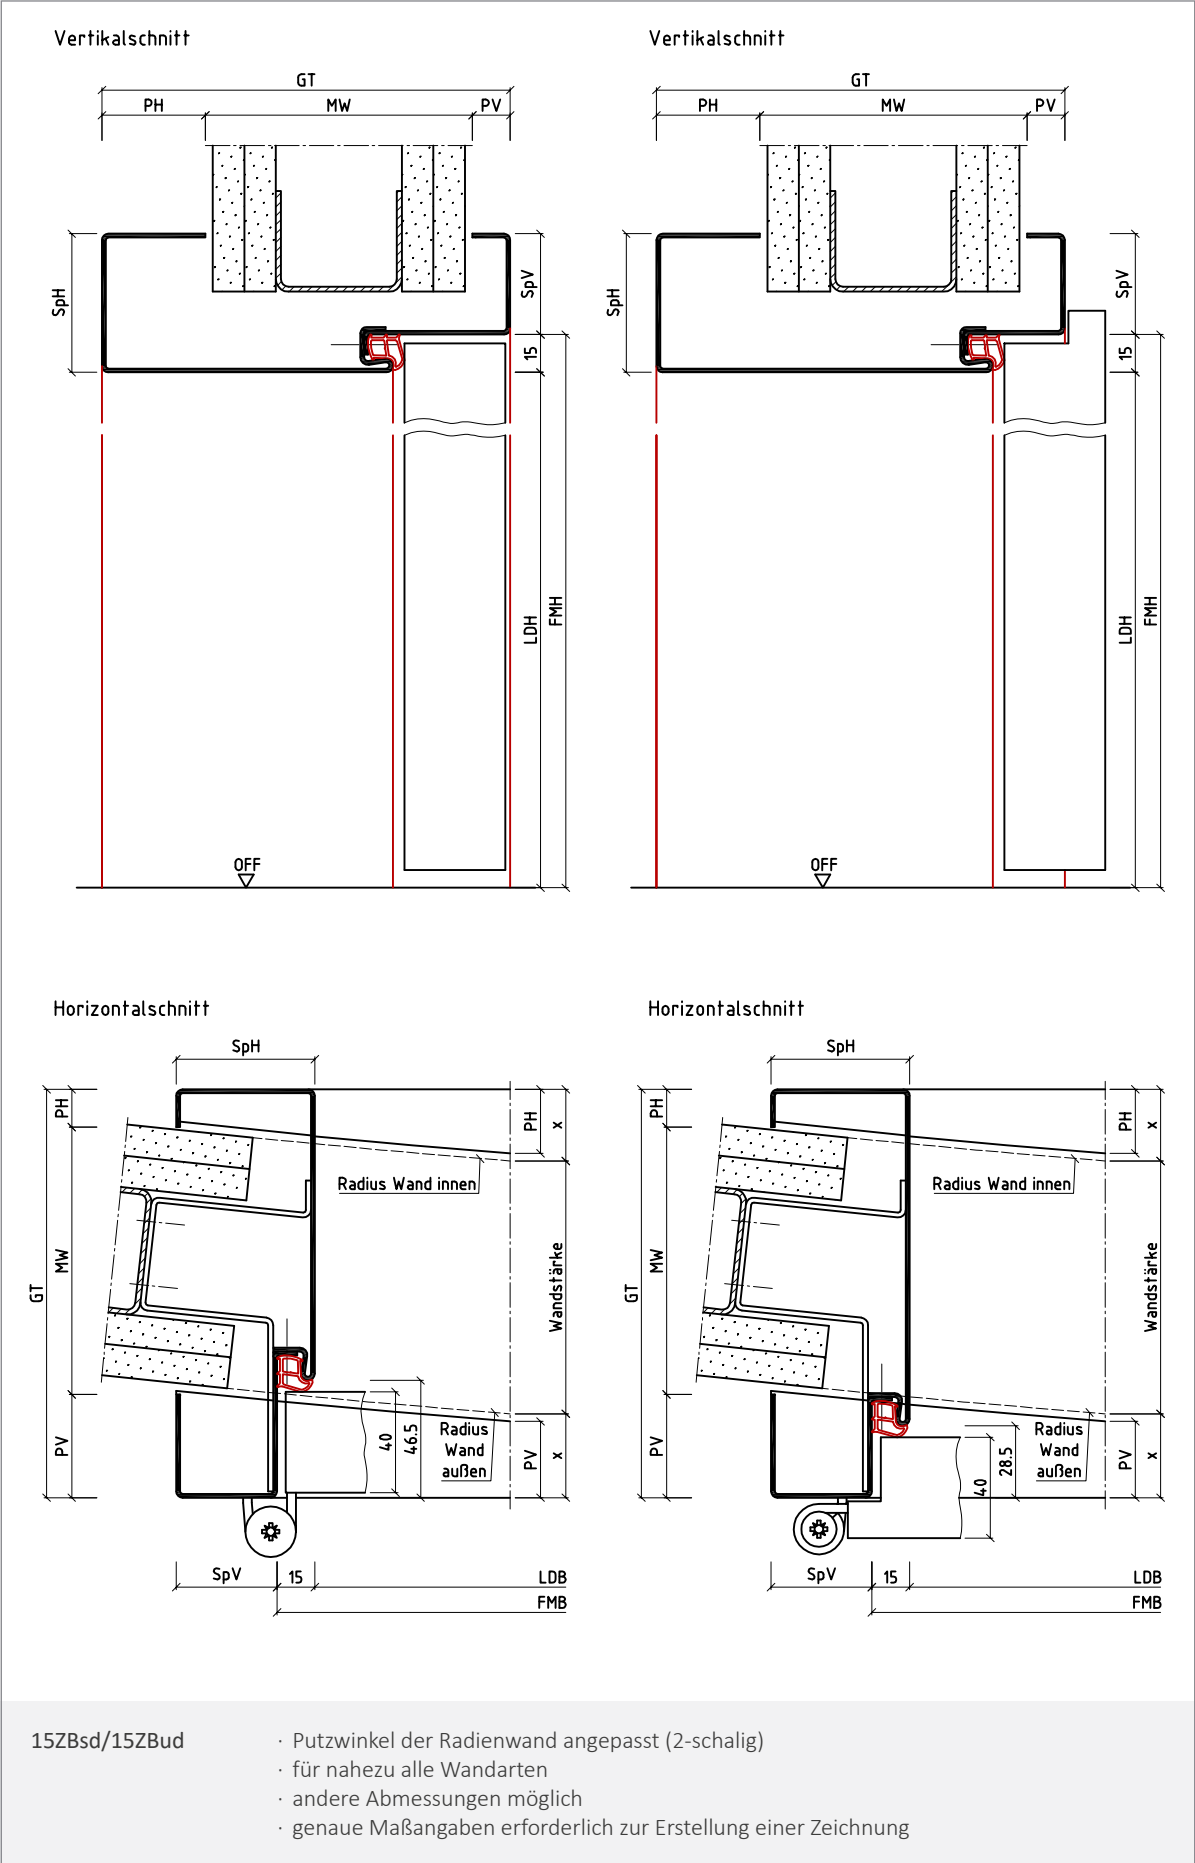 Vertikalschnitt
GT
PH MW PV
SpH
SpV
15
LDH
FMH
OFF
Vertikalschnitt
GT
PH MW PV
SpH
SpV
15
LDH
FMH
OFF
Horizontalschnitt
SpH
PH
MW
GT
PV
PH
x
Radius Wand innen
Wandstärke
40
46.5
Radius
Wand
außen
PV
x
SpV 15 LDB
FMB
Horizontalschnitt
SpH
PH
MW
GT
PV
PH
x
Radius Wand innen
Wandstärke
40
28.5
Radius
Wand
außen
PV
x
SpV 15 LDB
FMB
15ZBsd/15ZBud
· Putzwinkel der Radienwand angepasst (2-schalig)
· für nahezu alle Wandarten
· andere Abmessungen möglich
· genaue Maßangaben erforderlich zur Erstellung einer Zeichnung